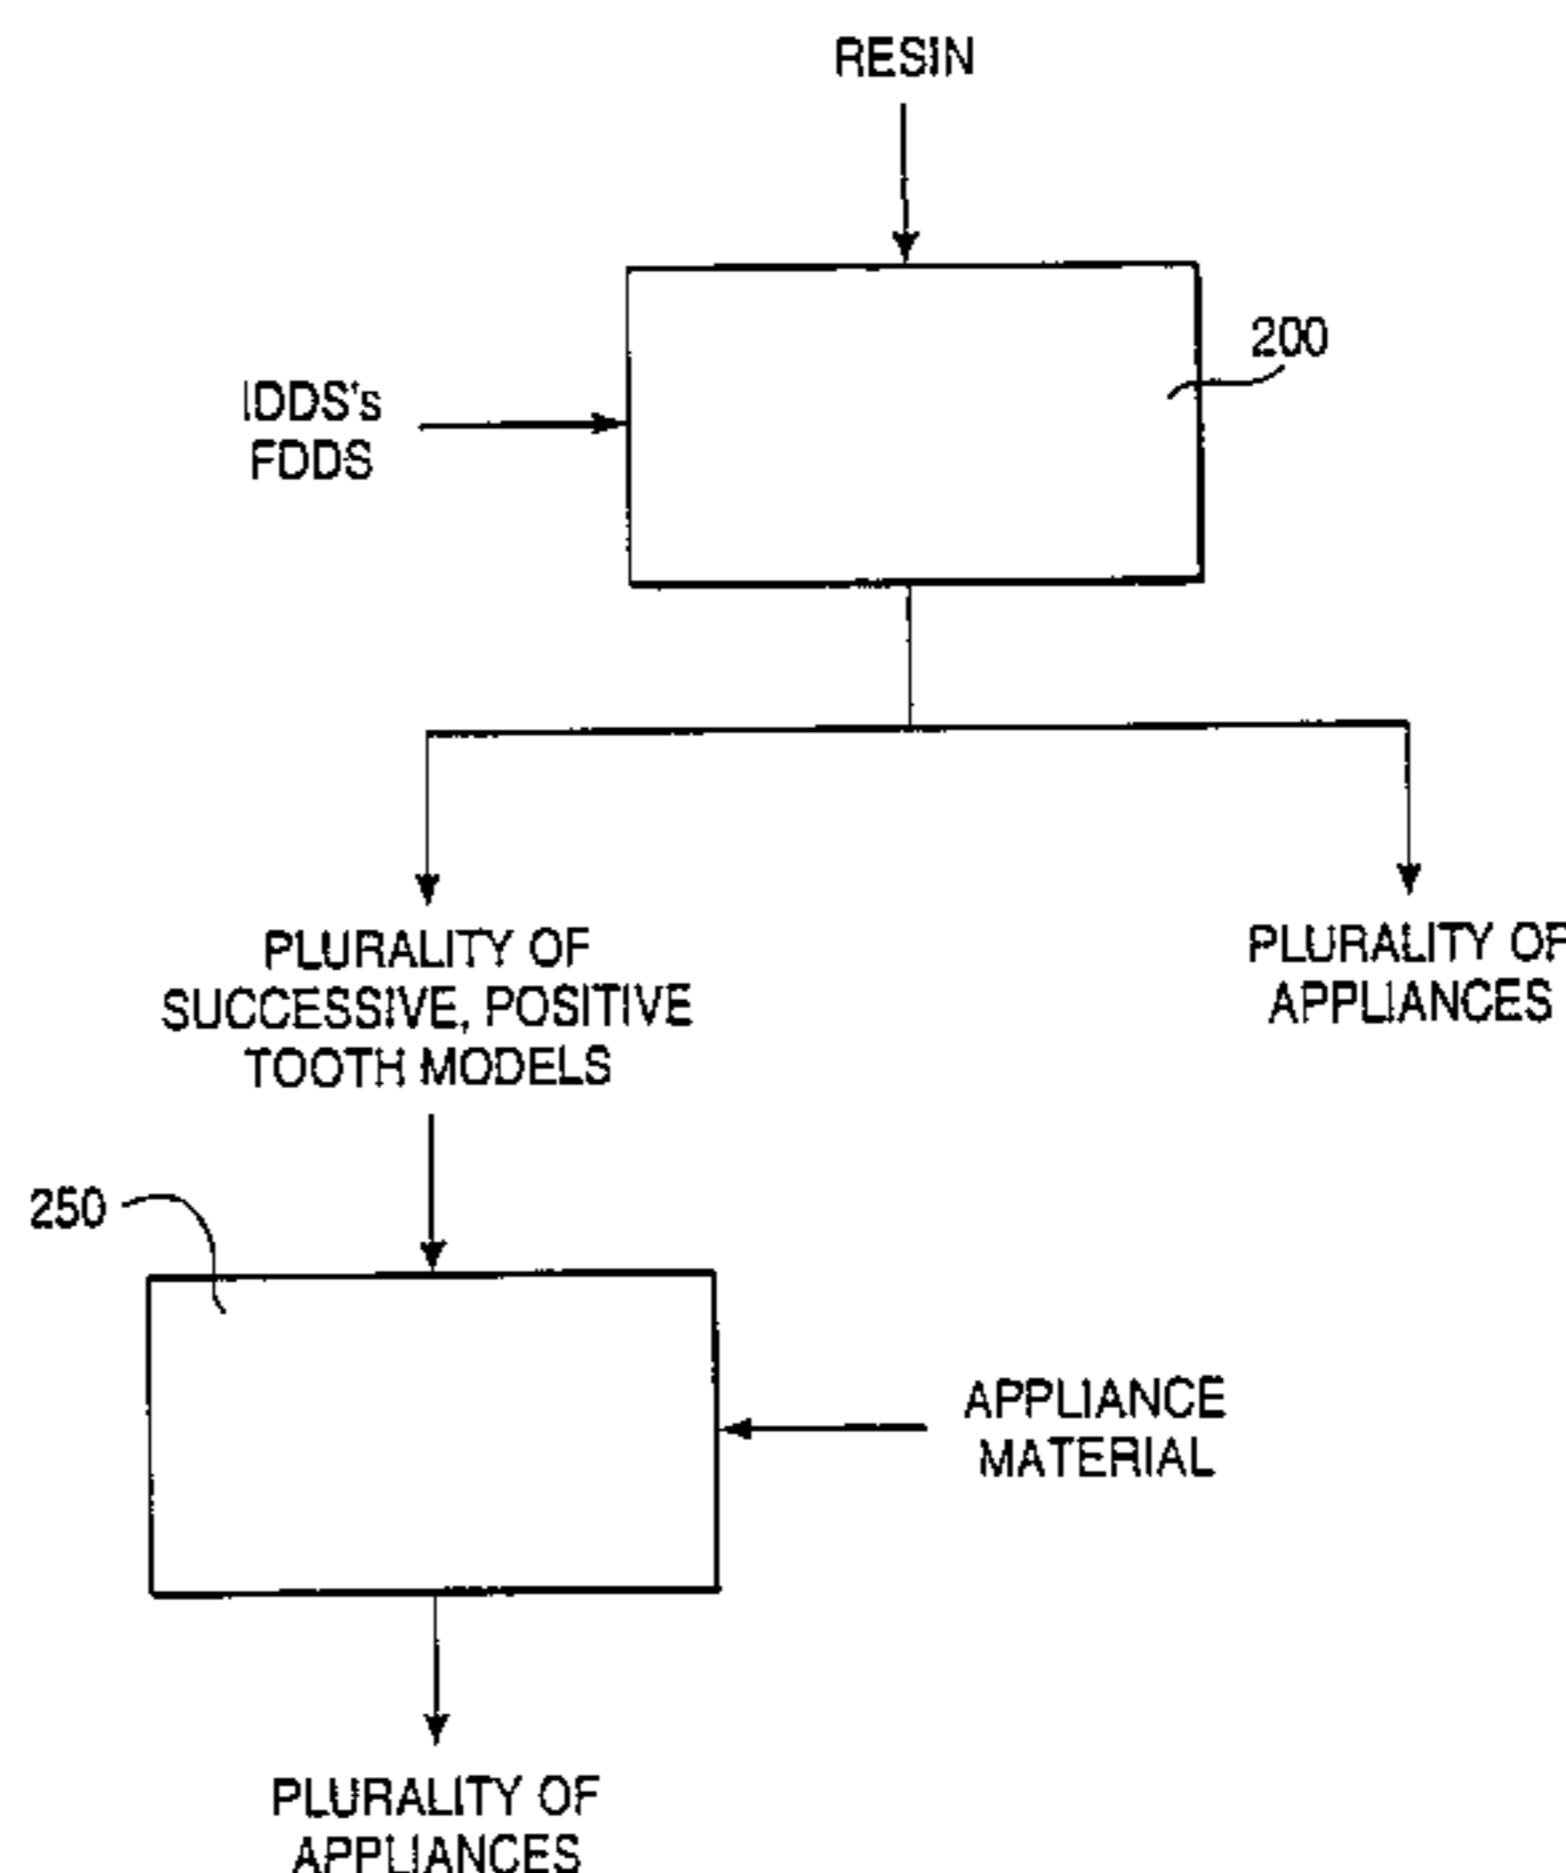 RESIN
200
IDDS's
FDDS
PLURALITY OF
SUCCESSIVE, POSITIVE
TOOTH MODELS
PLURALITY OF
APPLIANCES
250
APPLIANCE
MATERIAL
PLURALITY OF
APPLIANCES